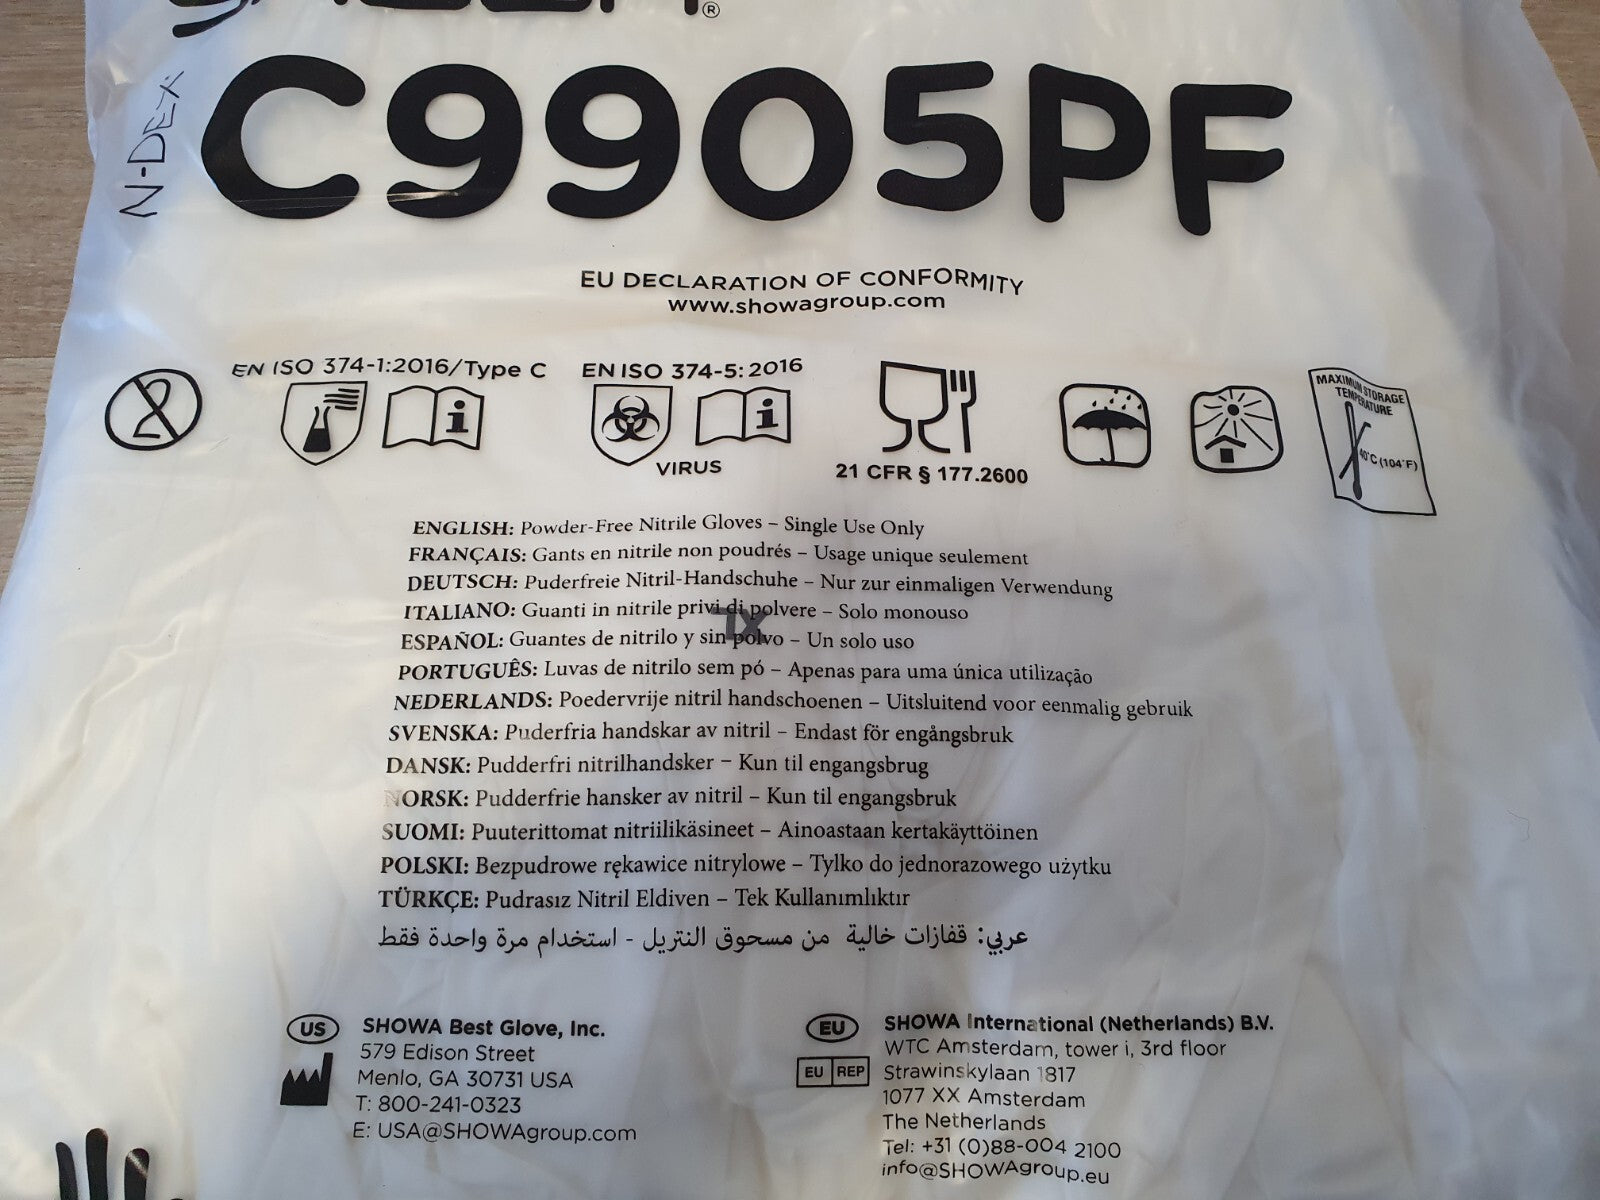 C9905PF
N-DEX
EU DECLARATION OF CONFORMITY
www.showagroup.com
EN ISO 374-1:2016/Type C
EN ISO 374-5:2016
2
i
i
VIRUS
21 CFR § 177.2600
MAXIMUM STORAGE
TEMPERATURE
40°C (104°F)
ENGLISH: Powder-Free Nitrile Gloves – Single Use Only
FRANÇAIS: Gants en nitrile non poudrés – Usage unique seulement
DEUTSCH: Puderfreie Nitril-Handschuhe – Nur zur einmaligen Verwendung
ITALIANO: Guanti in nitrile privi di polvere – Solo monouso
XL
ESPAÑOL: Guantes de nitrilo y sin polvo – Un solo uso
PORTUGUÊS: Luvas de nitrilo sem pó – Apenas para uma única utilização
NEDERLANDS: Poedervrije nitril handschoenen – Uitsluitend voor eenmalig gebruik
SVENSKA: Puderfria handskar av nitril – Endast för engångsbruk
DANSK: Pudderfri nitrilhandsker – Kun til engangsbrug
NORSK: Pudderfrie hansker av nitril – Kun til engangsbruk
SUOMI: Puuterittomat nitriilikäsineet – Ainoastaan kertakäyttöinen
POLSKI: Bezpudrowe rękawice nitrylowe – Tylko do jednorazowego użytku
TÜRKÇE: Pudrasız Nitril Eldiven – Tek Kullanımlıktır
عربي: قفازات خالية من مسحوق النتريل - استخدام مرة واحدة فقط
US
SHOWA Best Glove, Inc.
579 Edison Street
Menlo, GA 30731 USA
T: 800-241-0323
E: USA@SHOWAgroup.com
EU
EU REP
SHOWA International (Netherlands) B.V.
WTC Amsterdam, tower i, 3rd floor
Strawinskylaan 1817
1077 XX Amsterdam
The Netherlands
Tel: +31 (0)88-004 2100
info@SHOWAgroup.eu